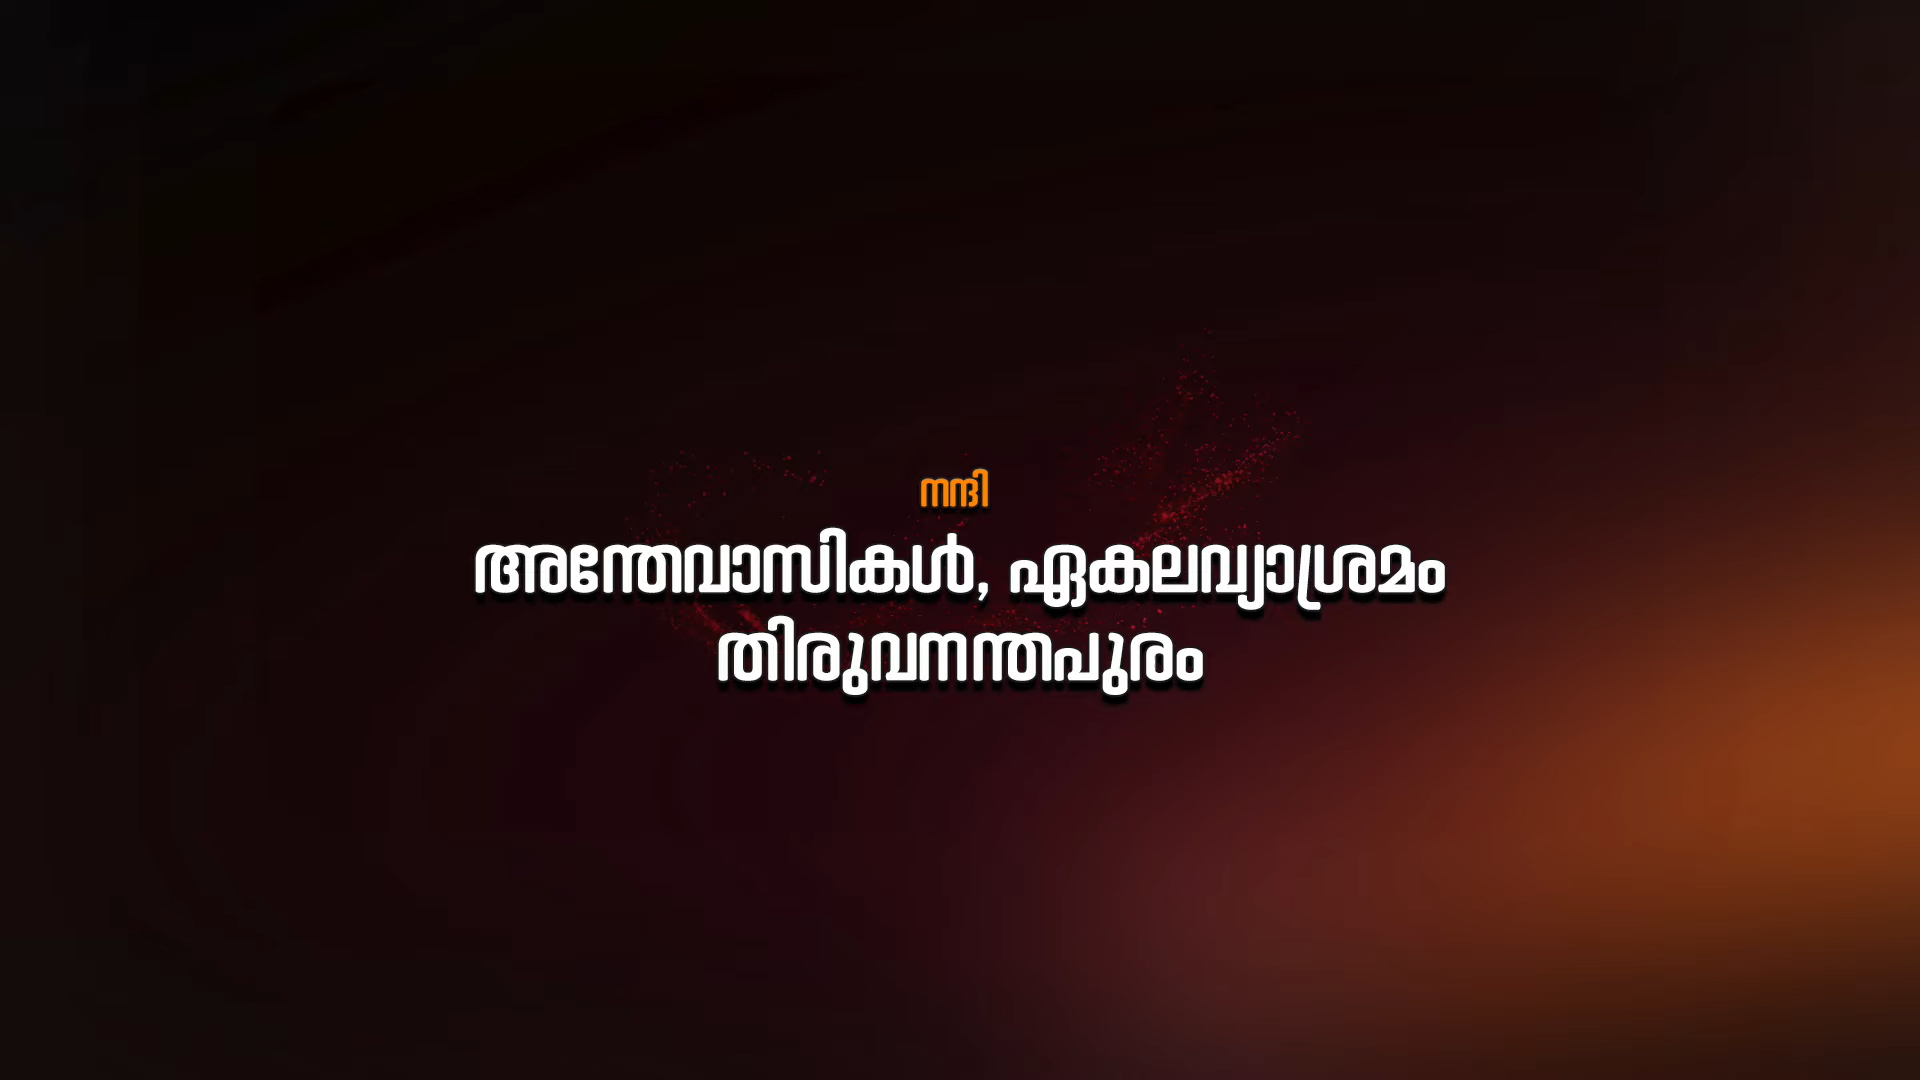 നന്ദി
അന്തേവാസികൾ, ഏകലവ്യാശ്രമം
തിരുവനന്തപുരം